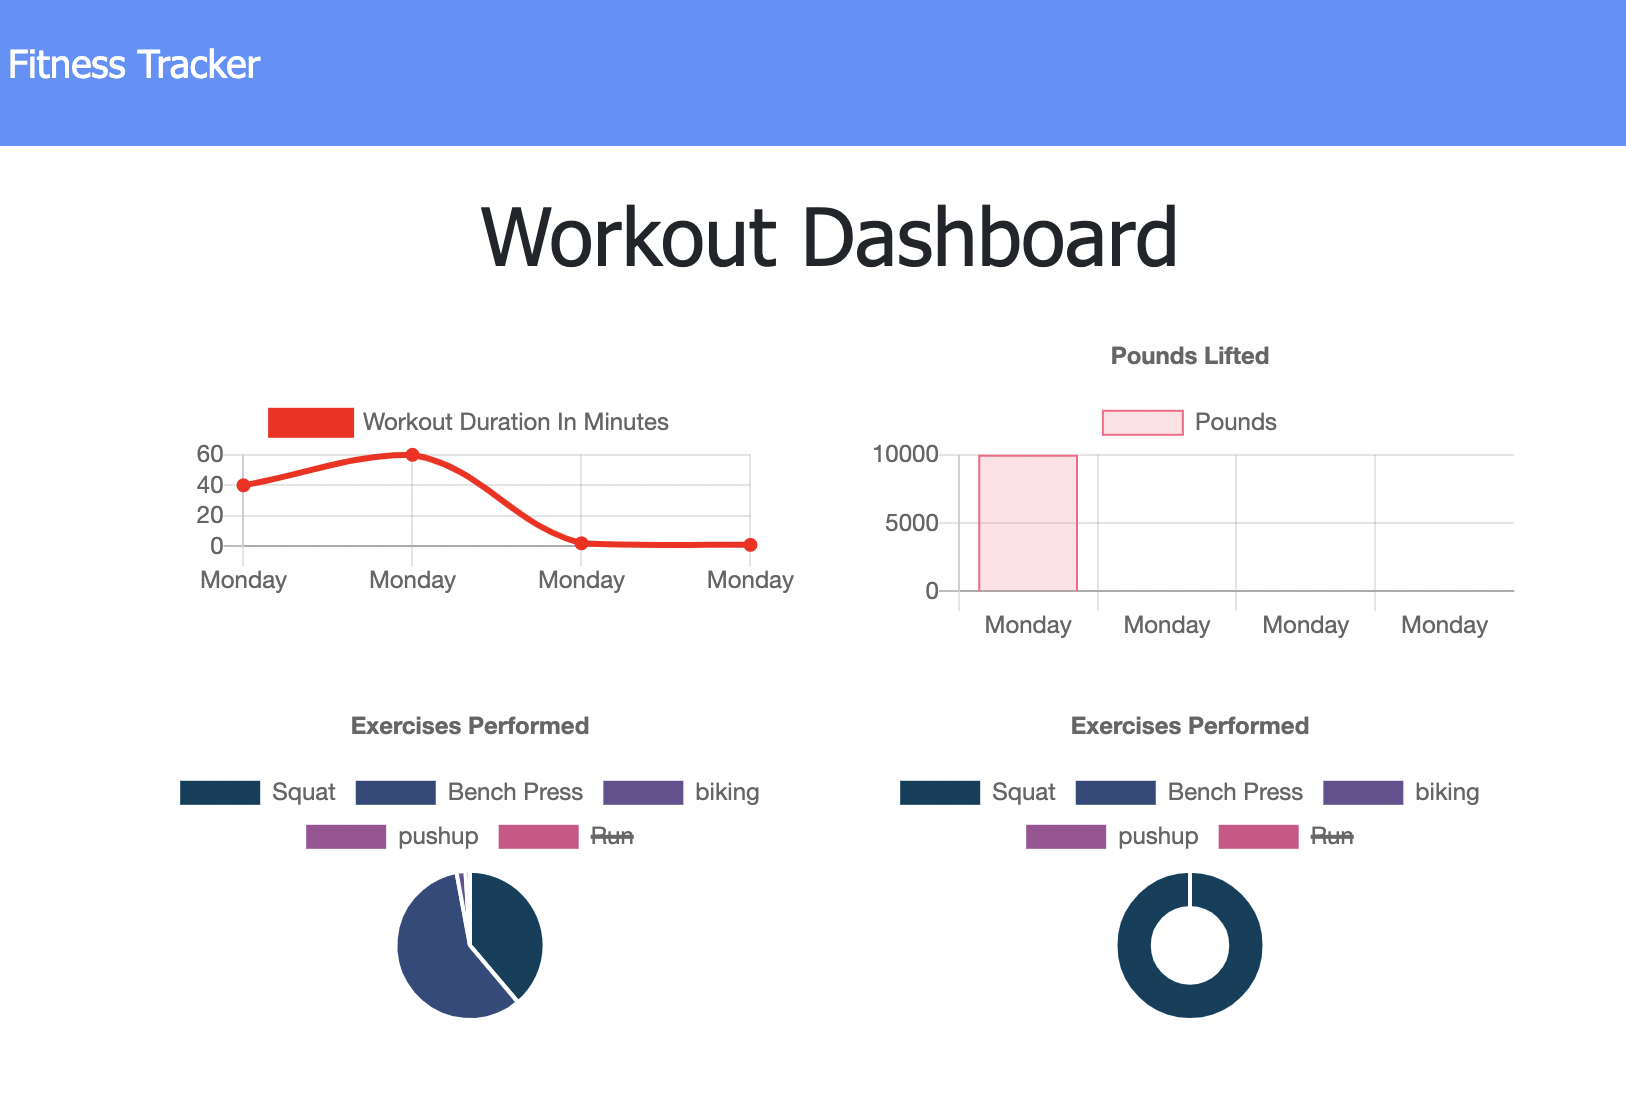 Fitness Tracker
Workout Dashboard
Workout Duration In Minutes
60
40
20
0
Monday Monday Monday Monday
Pounds Lifted
Pounds
10000
5000
0
Monday Monday Monday Monday
Exercises Performed
Squat Bench Press biking
pushup Run
Exercises Performed
Squat Bench Press biking
pushup Run